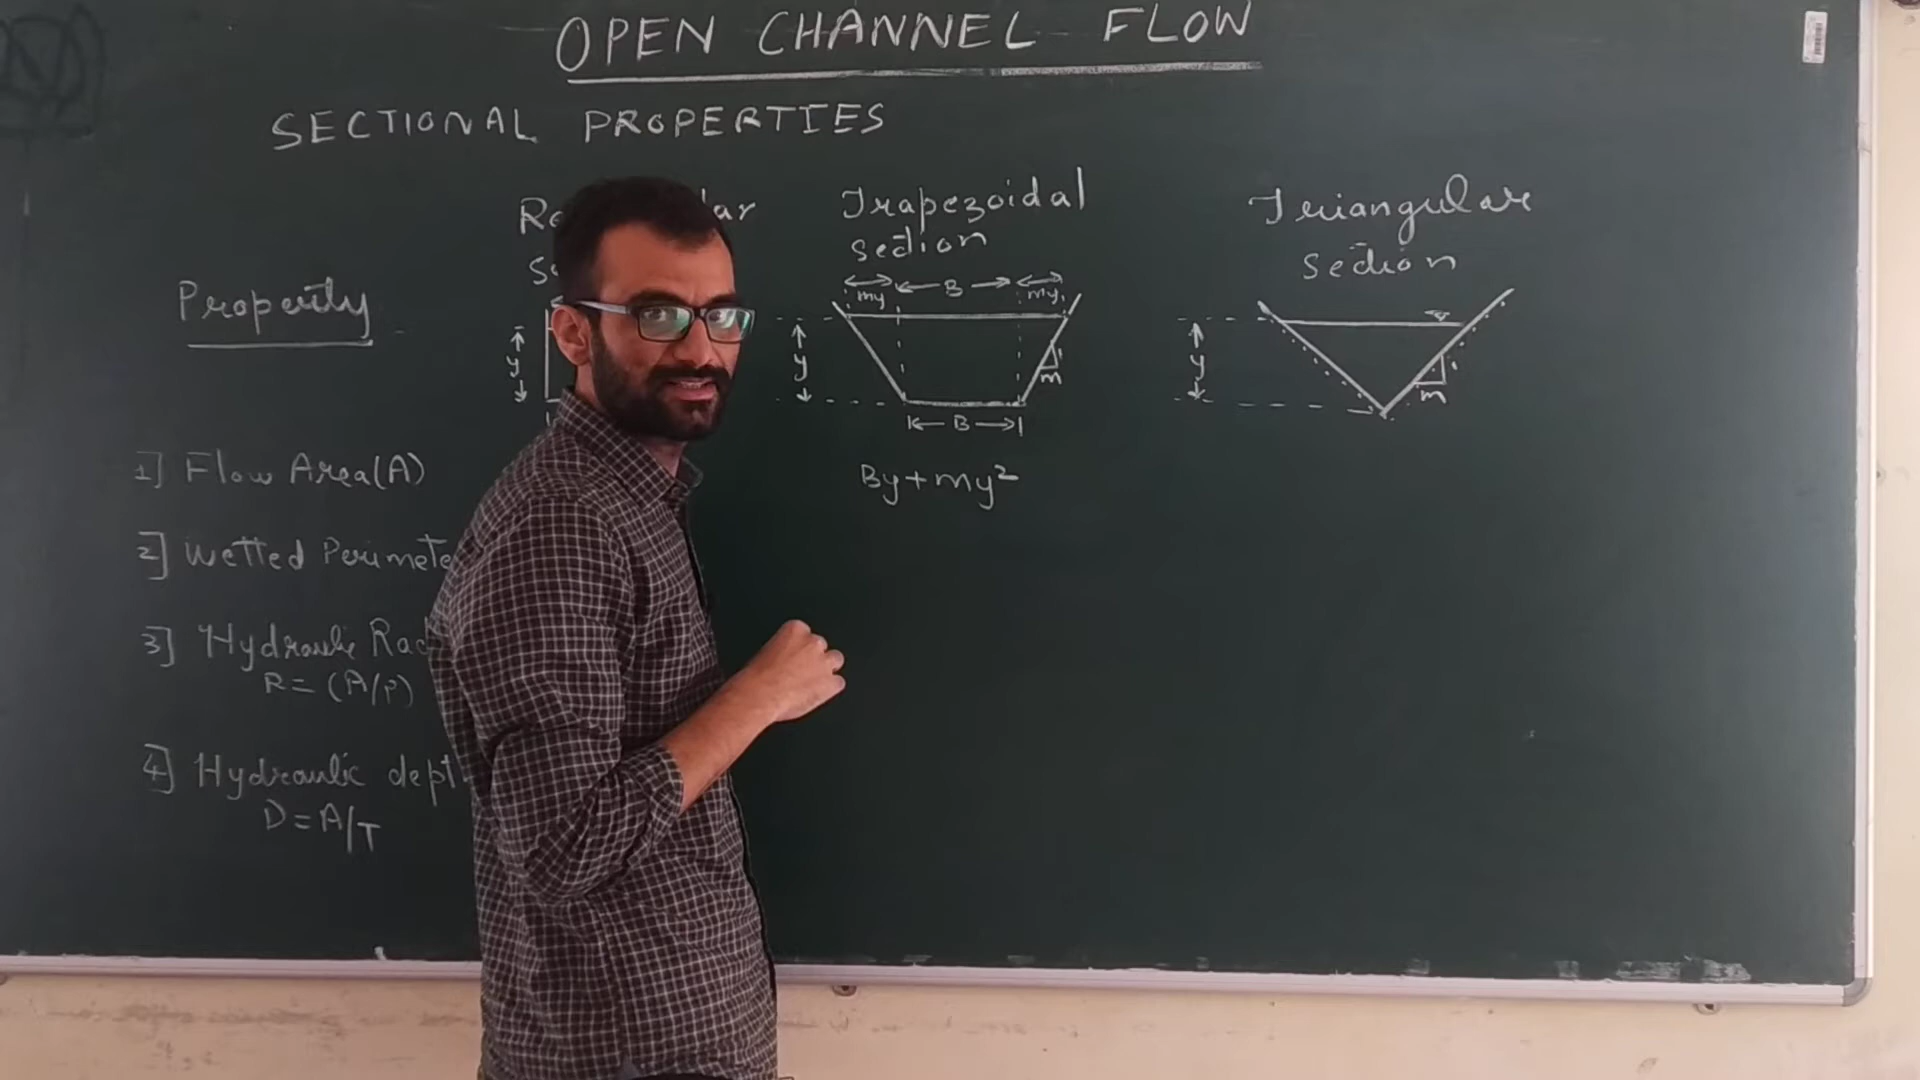 OPEN CHANNEL FLOW
SECTIONAL PROPERTIES
Property
Trapezoidal
section
Triangular
section
my B my
y
y
1
m
B
y
1
m
1] Flow Area(A)
By+my²
2] Wetted
3] Hydraulic
R = (A/P)
4] Hydraulic
D = A/T